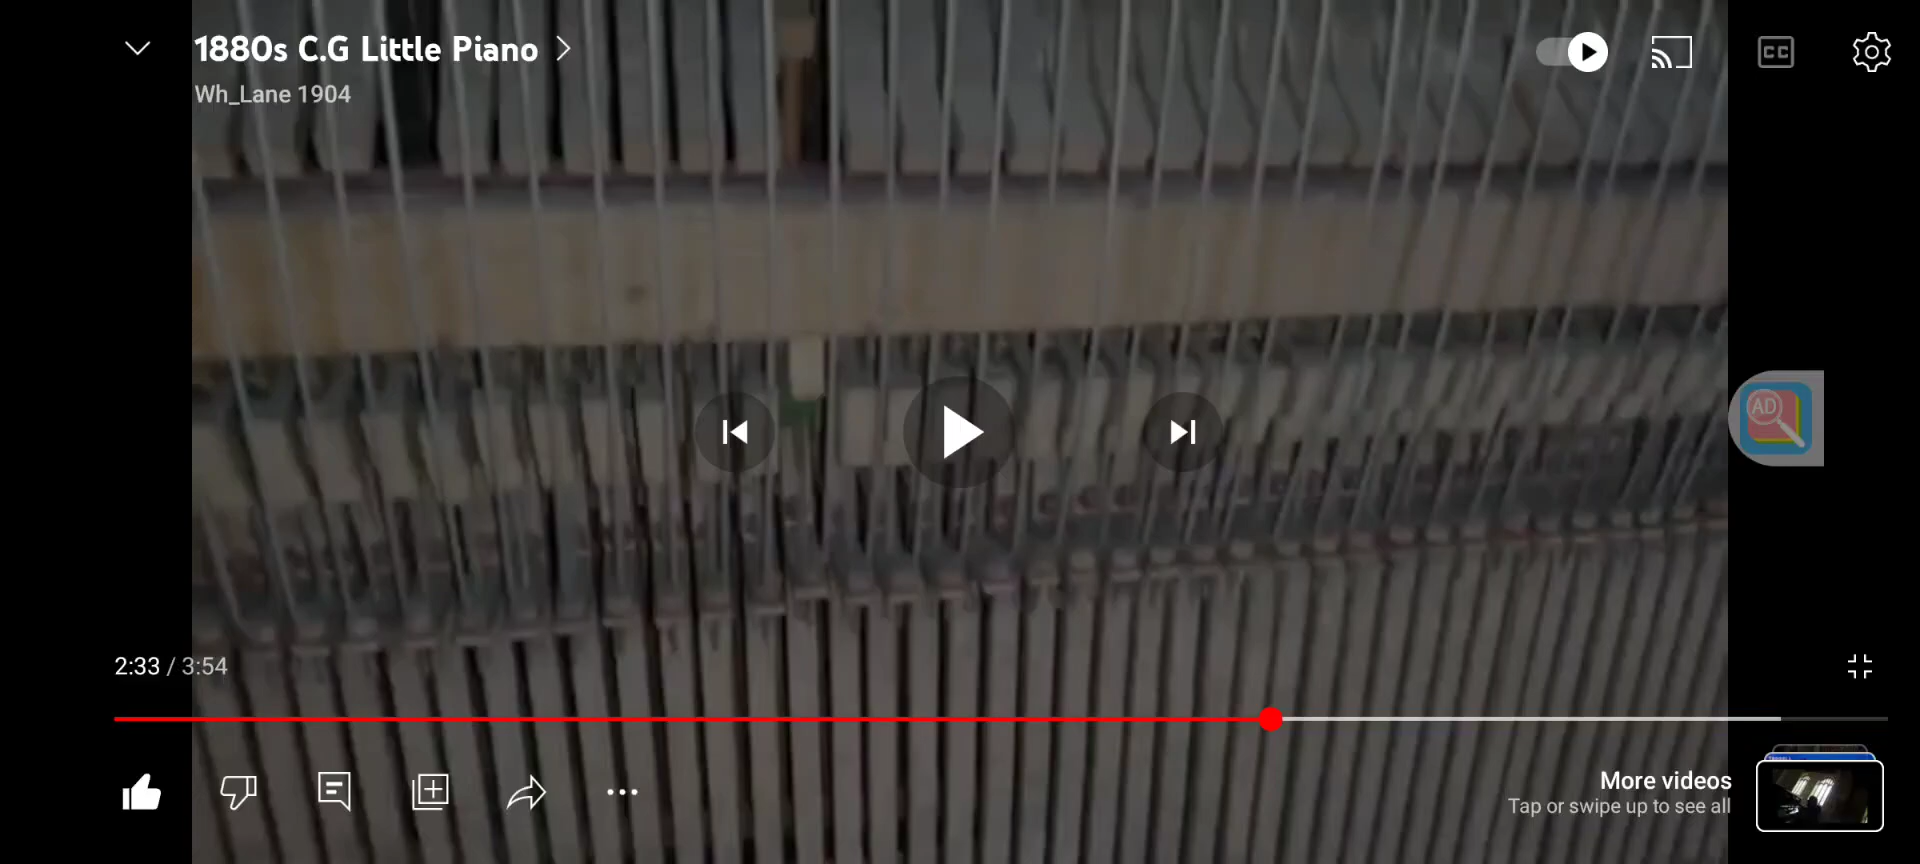 1880s C.G Little Piano
Wh_Lane 1904
CC
AD
2:33 / 3:54
More videos
Tap or swipe up to see all